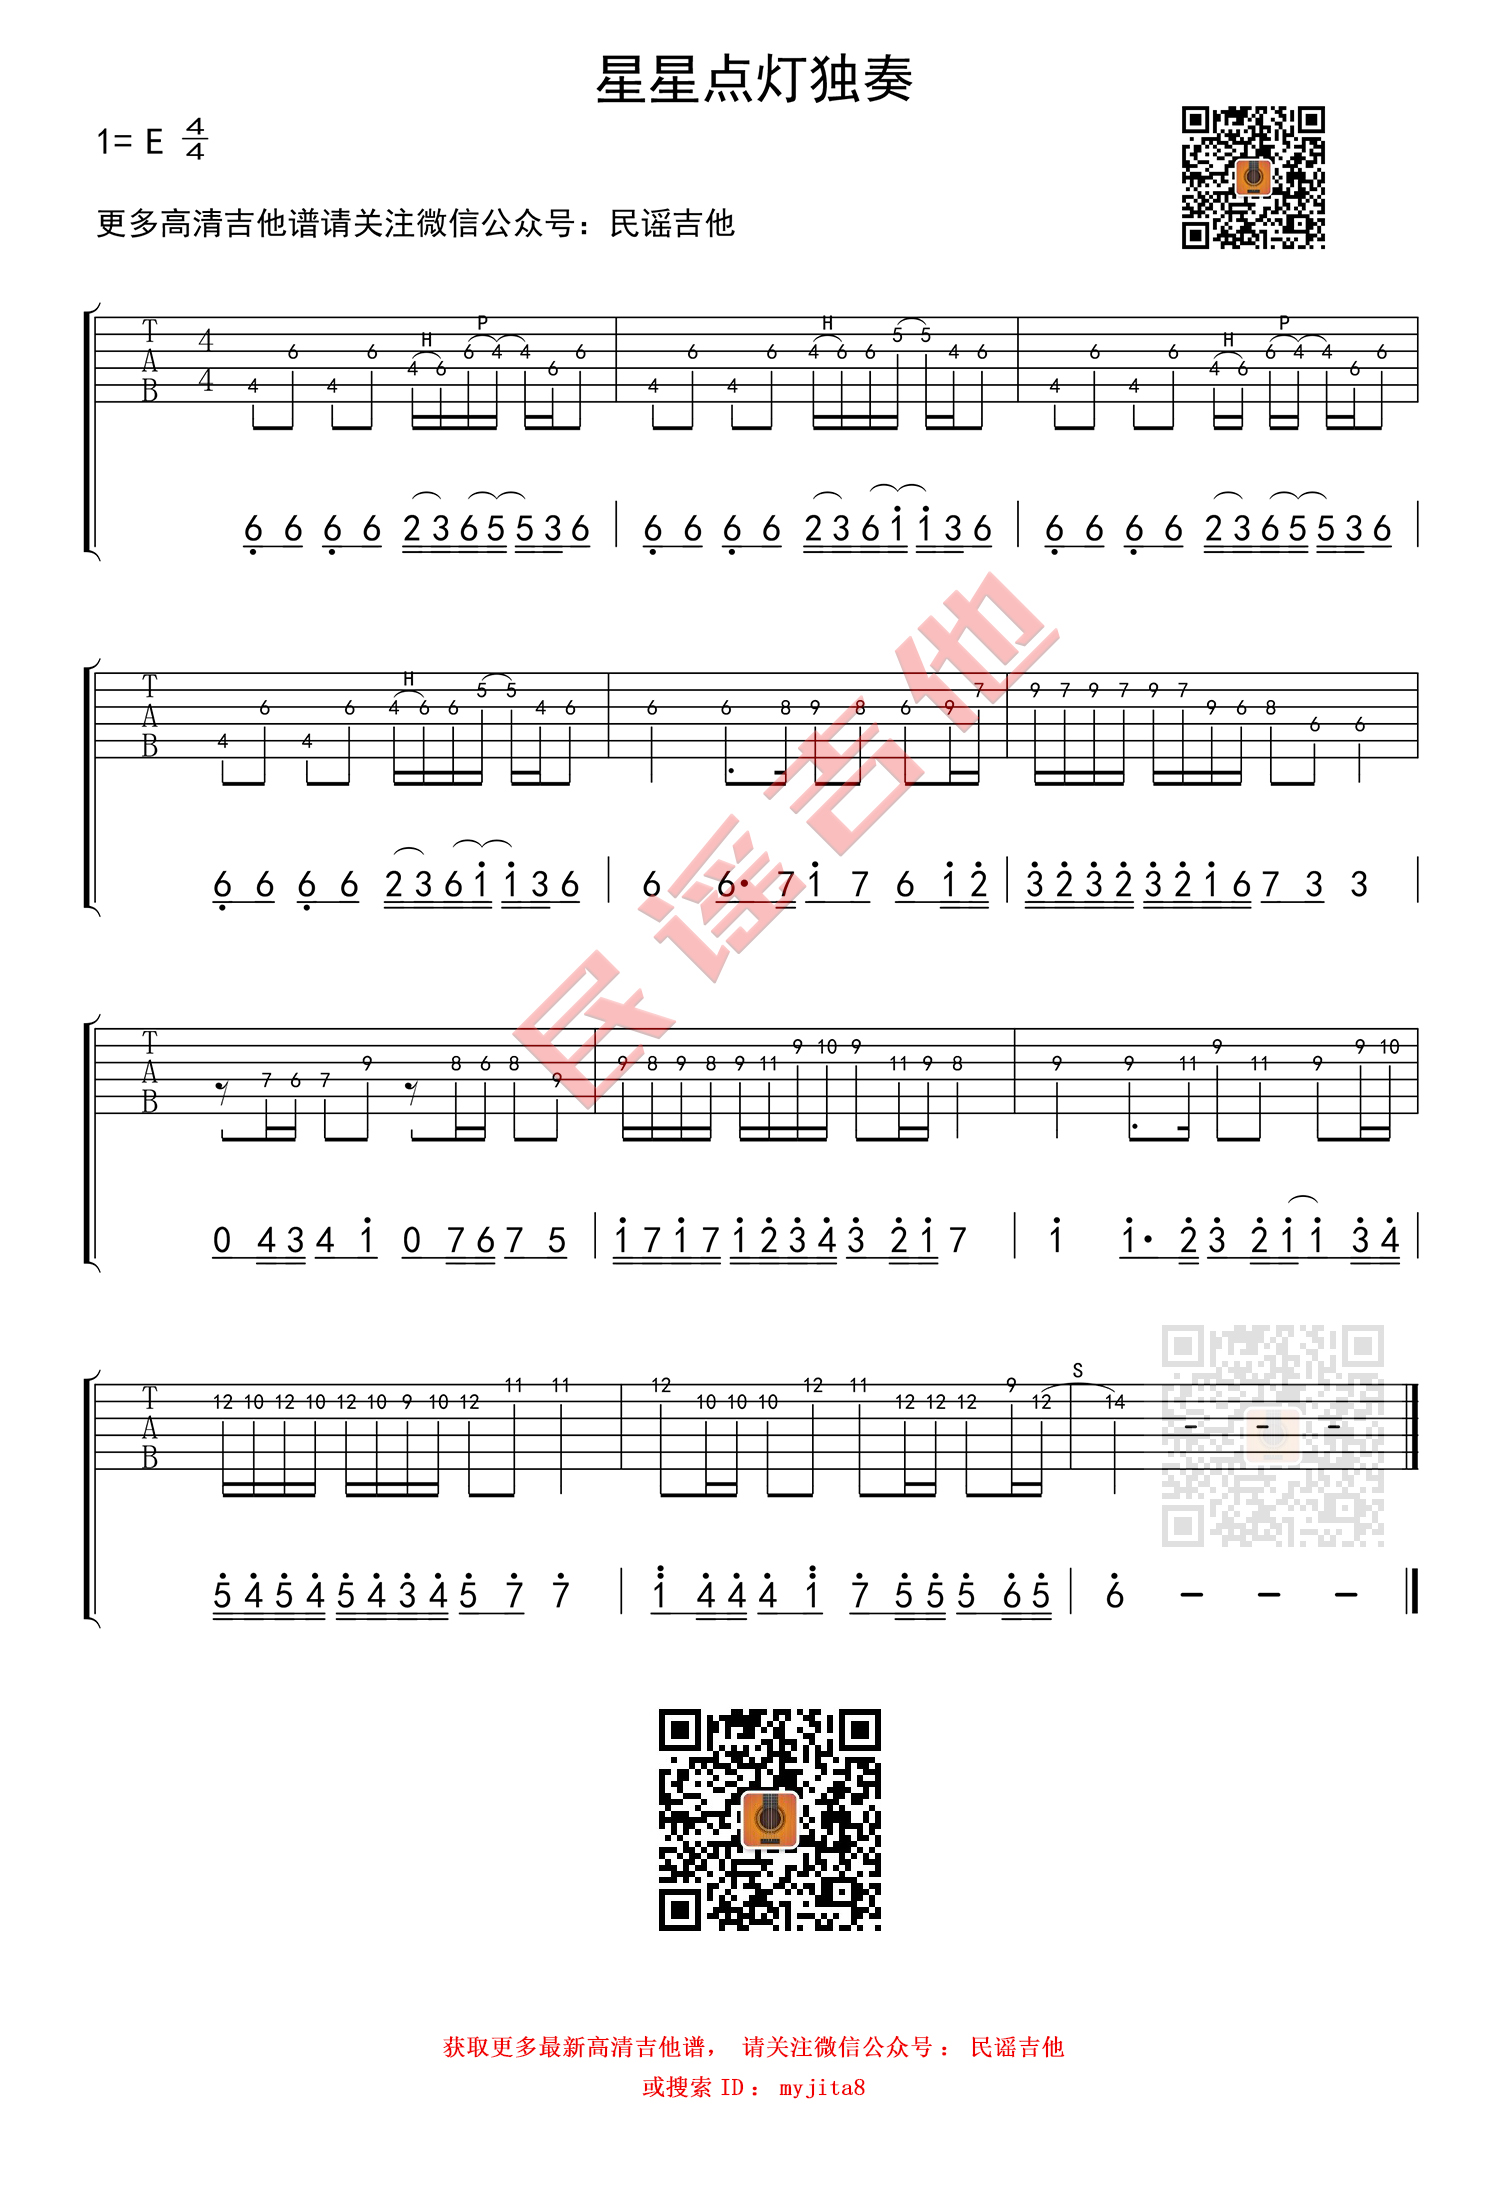 星星点灯独奏
1= E 4/4
更多高清吉他谱请关注微信公众号：民谣吉他
T A B 4/4 4 6 4 6 4 H 6 6 P 4 4 6 6 | 4 6 4 6 4 H 6 6 5 5 4 6 | 4 6 4 6 4 H 6 6 P 4 4 6 6
6̣ 6 6̣ 6 2 3 6 5 5 3 6 | 6̣ 6 6̣ 6 2 3 6 1̇ 1̇ 3 6 | 6̣ 6 6̣ 6 2 3 6 5 5 3 6
T A B 4 6 4 6 4 H 6 6 5 5 4 6 | 6 6 8 9 8 6 9 7 | 9 7 9 7 9 7 9 6 8 6 6
6̣ 6 6̣ 6 2 3 6 1̇ 1̇ 3 6 | 6 6· 7 1̇ 7 6 1̇ 2̇ | 3̇ 2̇ 3̇ 2̇ 3̇ 2̇ 1̇ 6 7 3 3
T A B 7 6 7 9 8 6 8 9 | 9 8 9 8 9 11 9 10 9 11 9 8 | 9 9 11 9 11 9 9 10
0 4 3 4 1̇ 0 7 6 7 5 | 1̇ 7 1̇ 7 1̇ 2̇ 3̇ 4̇ 3̇ 2̇ 1̇ 7 | 1̇ 1̇· 2̇ 3̇ 2̇ 1̇ 1̇ 3̇ 4̇
T A B 12 10 12 10 12 10 9 10 12 11 11 | 12 10 10 10 12 11 12 12 12 9 12 S | 14 - - -
5̇ 4̇ 5̇ 4̇ 5̇ 4̇ 3̇ 4̇ 5̇ 7̇ 7̇ | 1̈ 4̇ 4̇ 4̇ 1̈ 7̇ 5̇ 5̇ 5̇ 6̇ 5̇ | 6̇ - - -
民谣吉他
获取更多最新高清吉他谱， 请关注微信公众号： 民谣吉他
或搜索 ID： myjita8